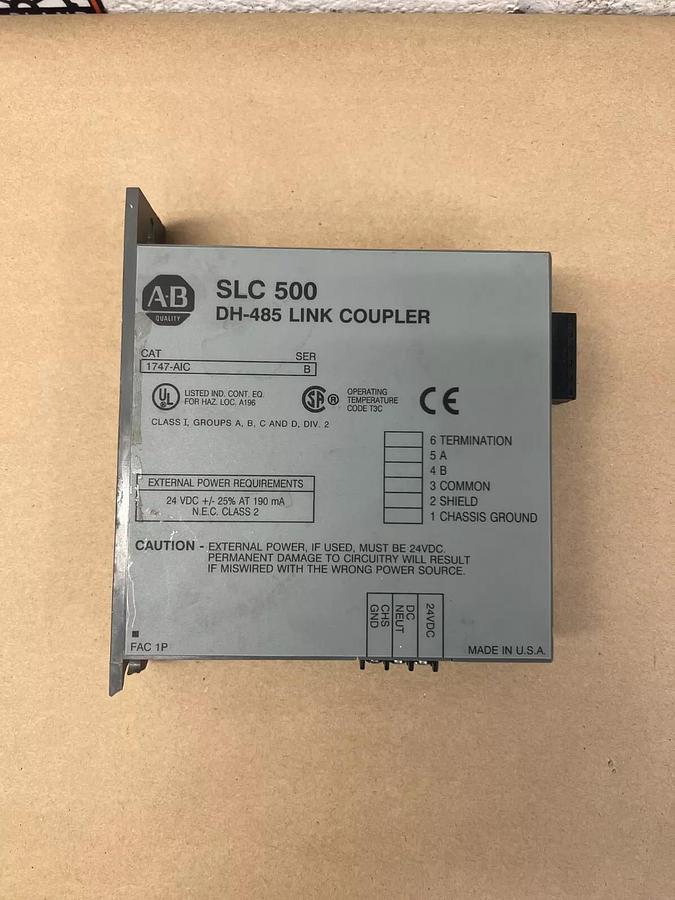 A·B
QUALITY
SLC 500
DH-485 LINK COUPLER
CAT SER
1747-AIC B
UL
LISTED IND. CONT. EQ.
FOR HAZ. LOC. A196
SA
OPERATING
TEMPERATURE
CODE T3C
CE
CLASS I, GROUPS A, B, C AND D, DIV. 2
6 TERMINATION
5 A
4 B
3 COMMON
2 SHIELD
1 CHASSIS GROUND
EXTERNAL POWER REQUIREMENTS
24 VDC +/- 25% AT 190 mA
N.E.C. CLASS 2
CAUTION - EXTERNAL POWER, IF USED, MUST BE 24VDC.
PERMANENT DAMAGE TO CIRCUITRY WILL RESULT
IF MISWIRED WITH THE WRONG POWER SOURCE.
24VDC
DC
NEUT
CHS
GND
FAC 1P
MADE IN U.S.A.